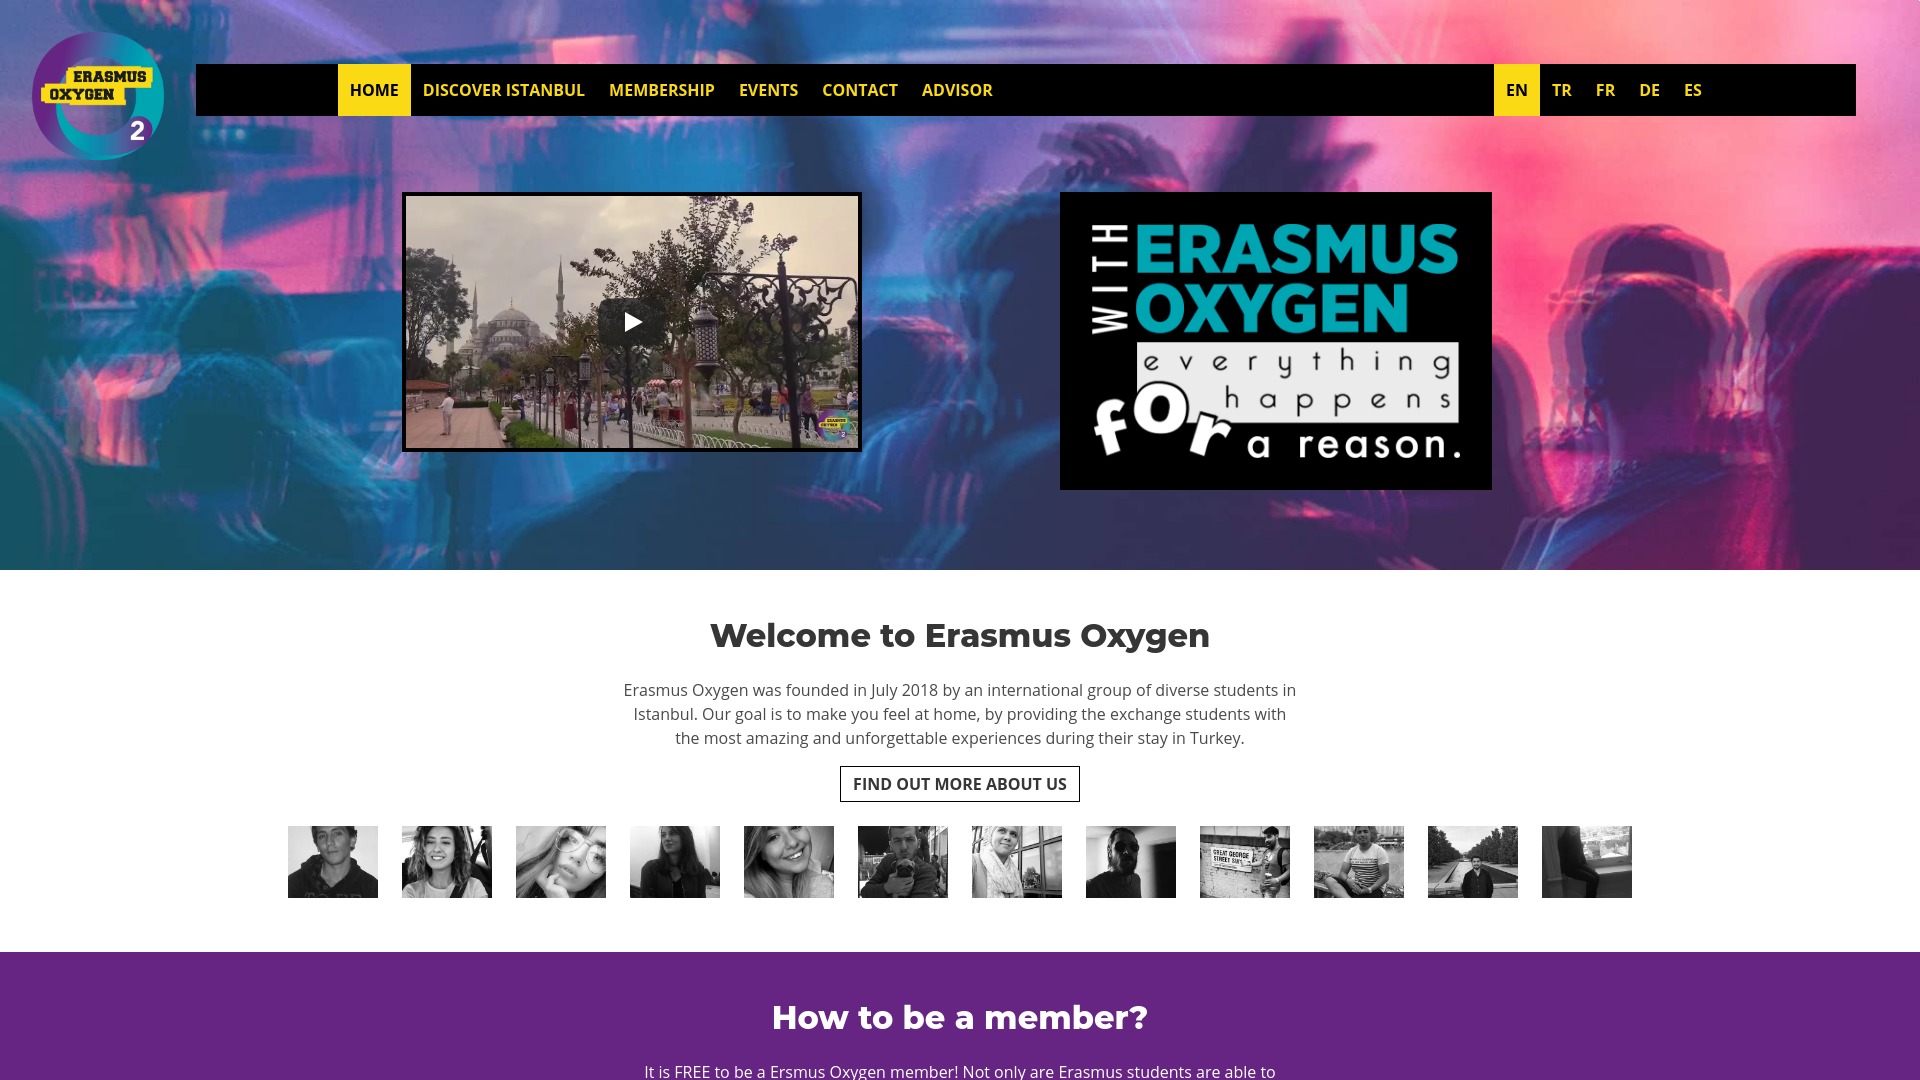 ERASMUS
OXYGEN
2
HOME DISCOVER ISTANBUL MEMBERSHIP EVENTS CONTACT ADVISOR EN TR FR DE ES
WITH ERASMUS
OXYGEN
everything
happens
for a reason.
Welcome to Erasmus Oxygen
Erasmus Oxygen was founded in July 2018 by an international group of diverse students in
Istanbul. Our goal is to make you feel at home, by providing the exchange students with
the most amazing and unforgettable experiences during their stay in Turkey.
FIND OUT MORE ABOUT US
GREAT GEORGE
How to be a member?
It is FREE to be a Ersmus Oxygen member! Not only are Erasmus students are able to